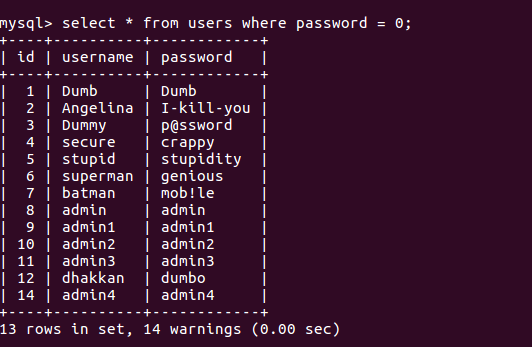 mysql> select * from users where password = 0;
+----+----------+------------+
| id | username | password   |
+----+----------+------------+
|  1 | Dumb     | Dumb       |
|  2 | Angelina | I-kill-you |
|  3 | Dummy    | p@ssword   |
|  4 | secure   | crappy     |
|  5 | stupid   | stupidity  |
|  6 | superman | genious    |
|  7 | batman   | mob!le     |
|  8 | admin    | admin      |
|  9 | admin1   | admin1     |
| 10 | admin2   | admin2     |
| 11 | admin3   | admin3     |
| 12 | dhakkan  | dumbo      |
| 14 | admin4   | admin4     |
+----+----------+------------+
13 rows in set, 14 warnings (0.00 sec)